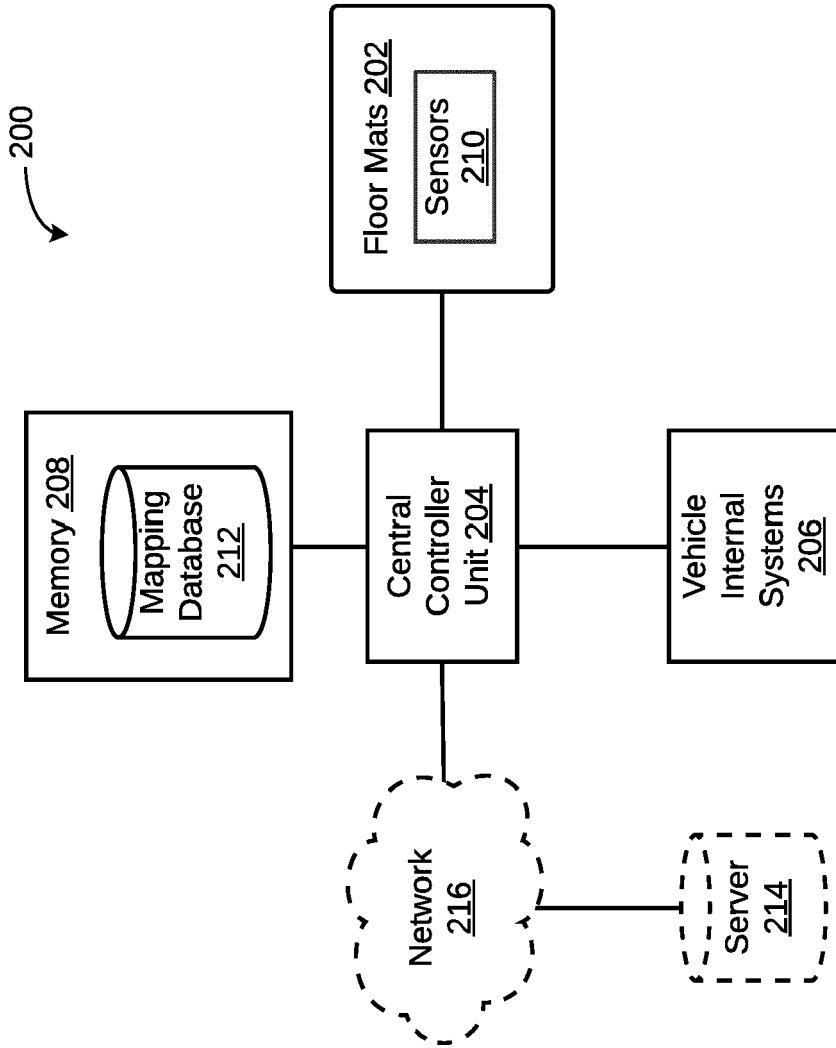 200
Memory 208
Mapping
Database
212
Floor Mats 202
Sensors
210
Central
Controller
Unit 204
Network
216
Vehicle
Internal
Systems
206
Server
214